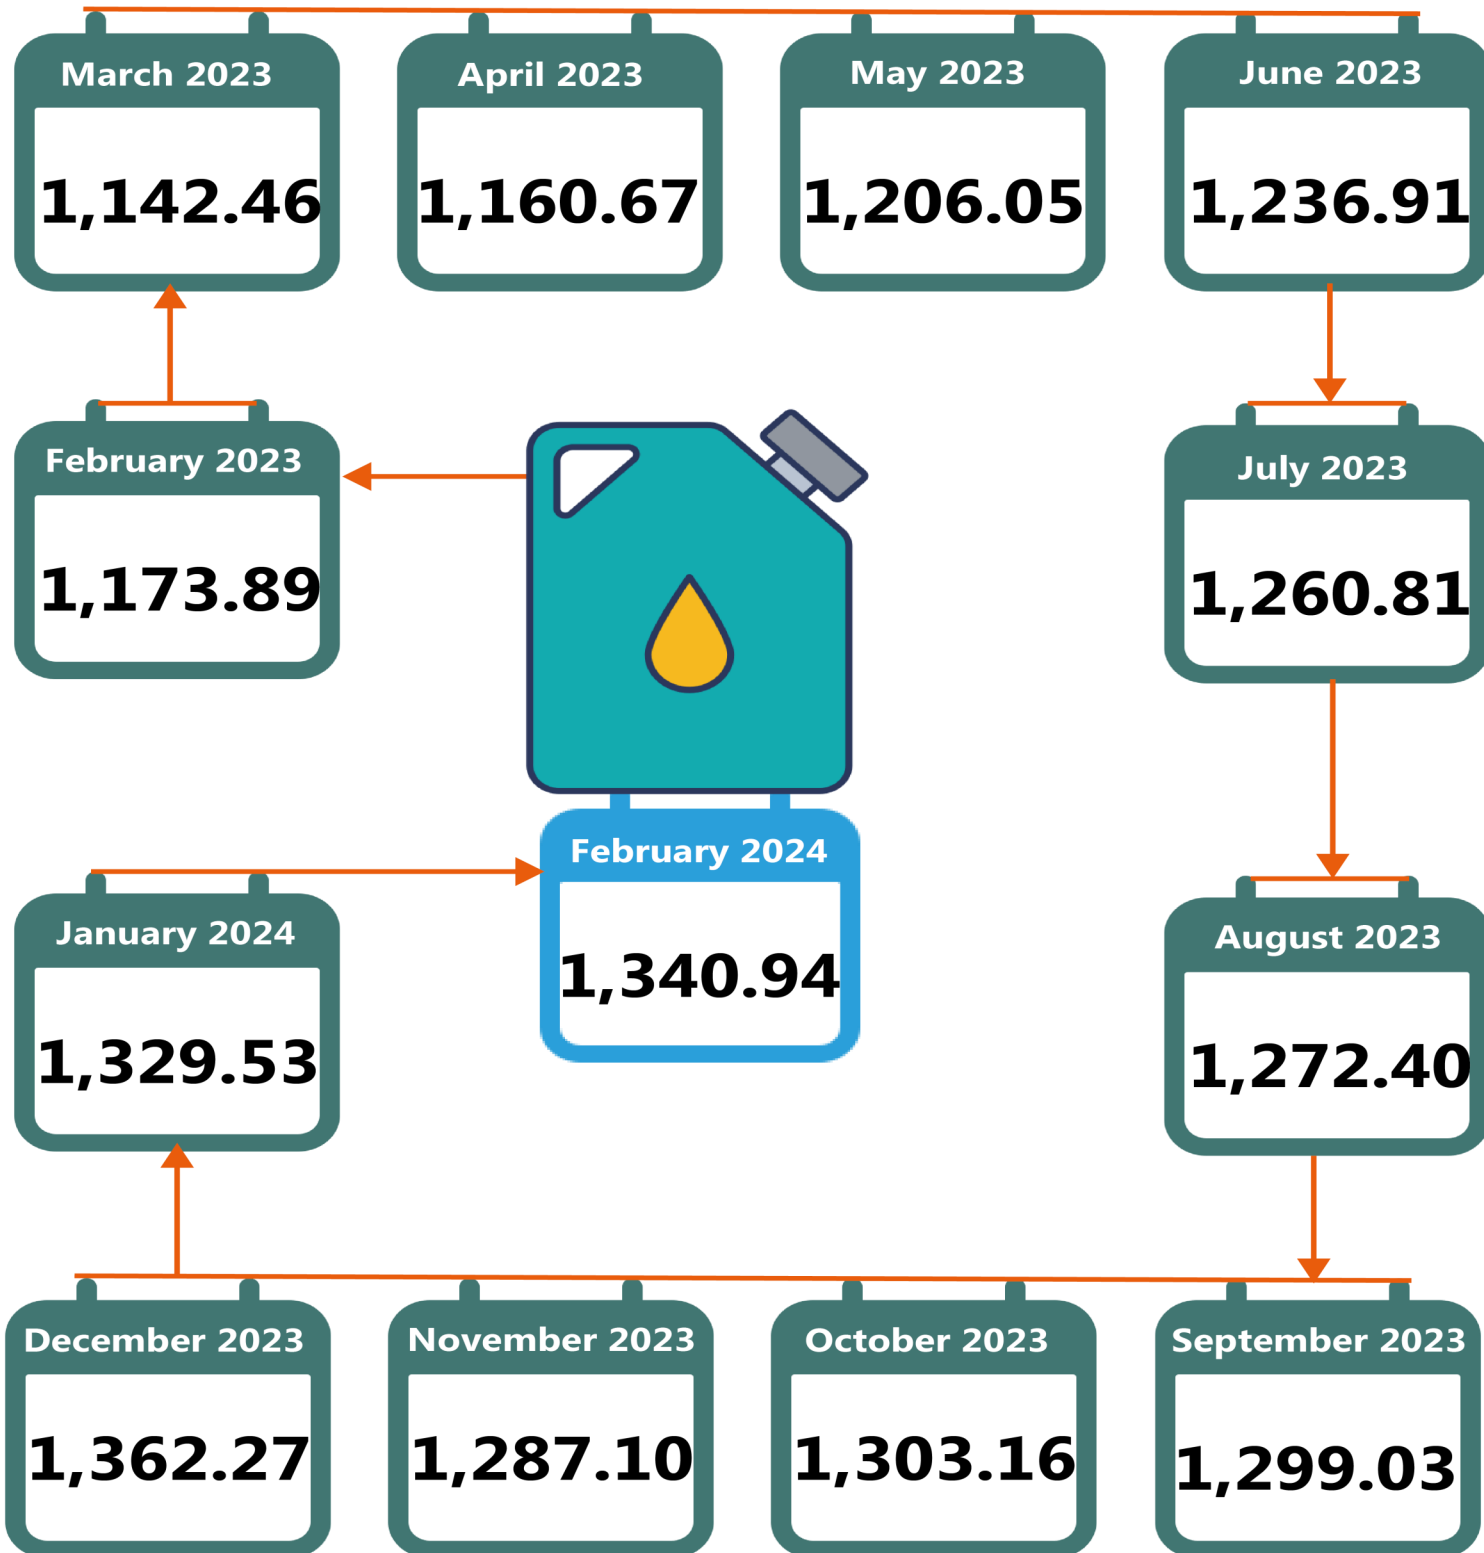 March 2023
1,142.46
April 2023
1,160.67
May 2023
1,206.05
June 2023
1,236.91
February 2023
1,173.89
July 2023
1,260.81
February 2024
1,340.94
January 2024
1,329.53
August 2023
1,272.40
December 2023
1,362.27
November 2023
1,287.10
October 2023
1,303.16
September 2023
1,299.03